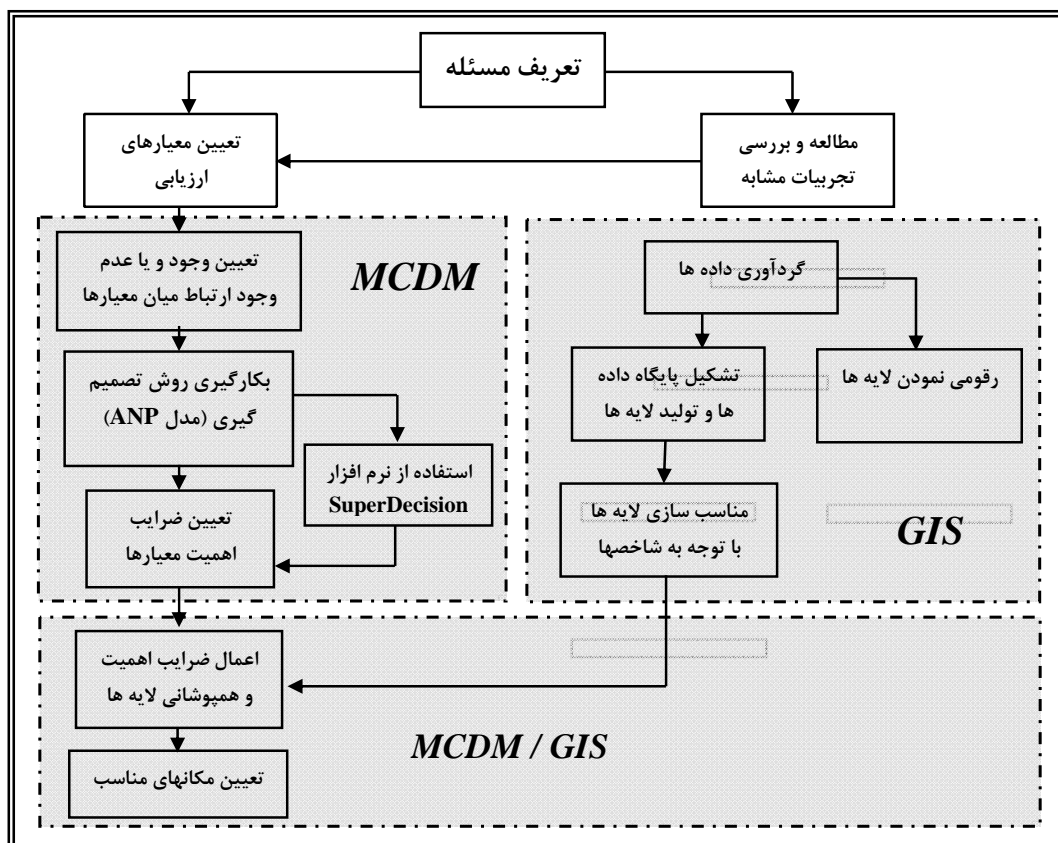 تعریف مسئله
مطالعه و بررسی
تجربیات مشابه
تعیین معیارهای
ارزیابی
MCDM
تعیین وجود و یا عدم
وجود ارتباط میان معیارها
بکارگیری روش تصمیم
گیری (مدل ANP)
استفاده از نرم افزار
SuperDecision
تعیین ضرایب
اهمیت معیارها
GIS
گردآوری داده ها
رقومی نمودن لایه ها
تشکیل پایگاه داده
ها و تولید لایه ها
مناسب سازی لایه ها
با توجه به شاخصها
اعمال ضرایب اهمیت
و همپوشانی لایه ها
MCDM / GIS
تعیین مکانهای مناسب